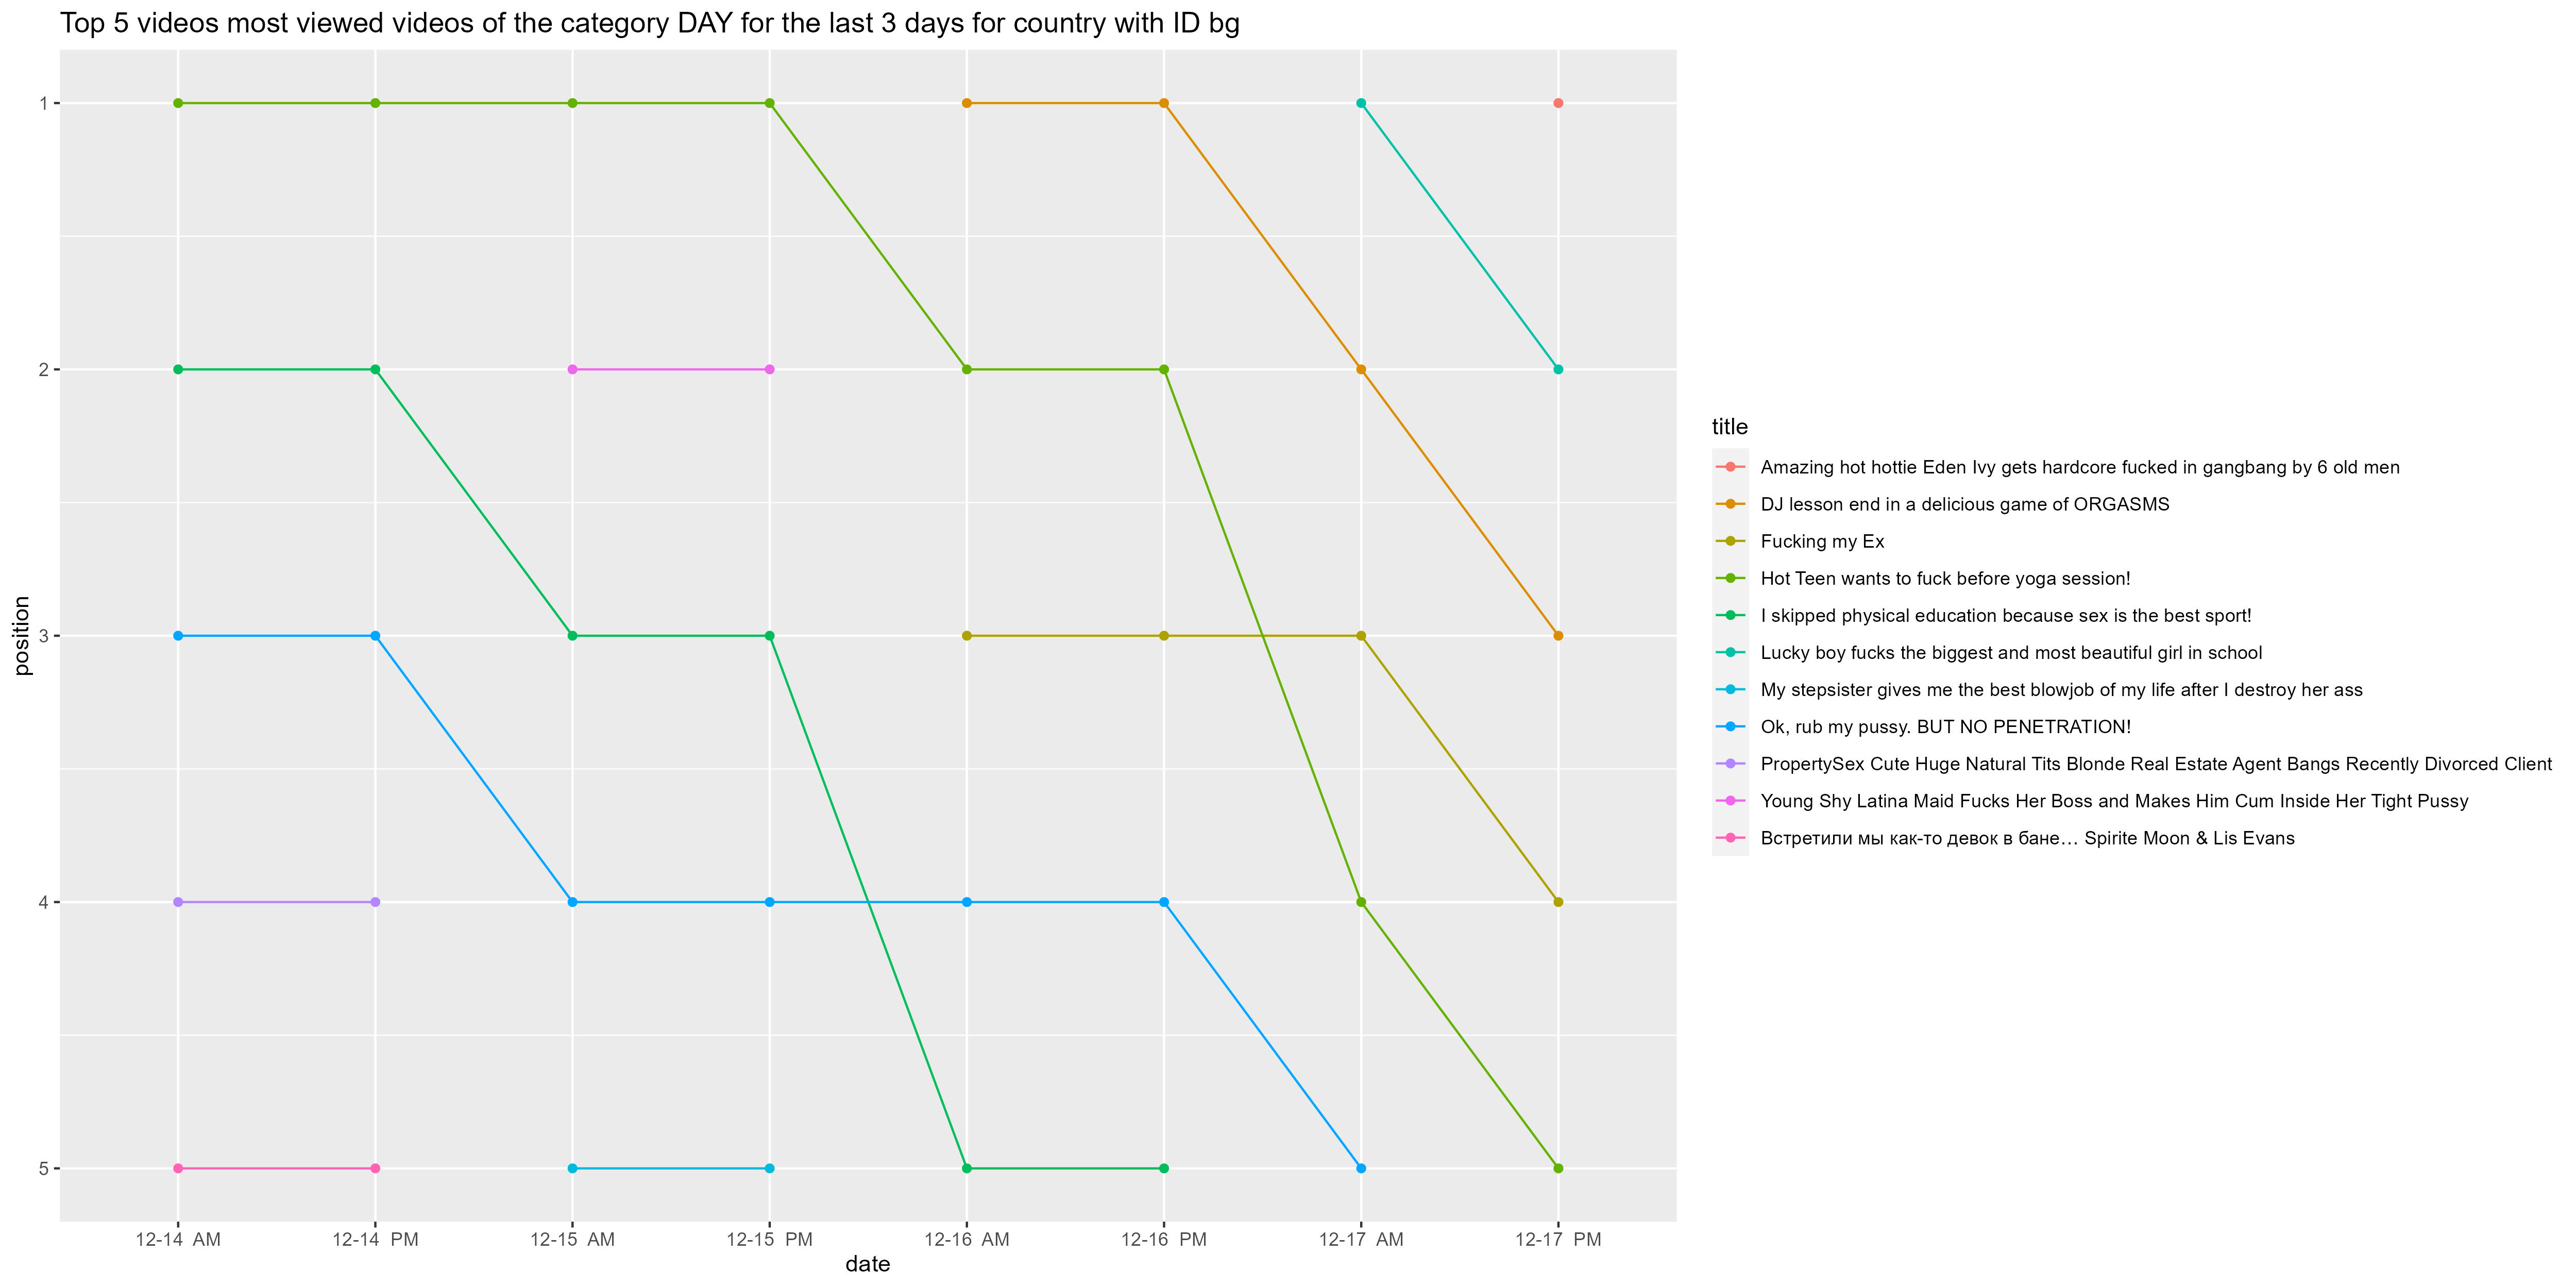 Top 5 videos most viewed videos of the category DAY for the last 3 days for country with ID bg
position
1
2
3
4
5
12-14 AM
12-14 PM
12-15 AM
12-15 PM
12-16 AM
12-16 PM
12-17 AM
12-17 PM
date
title
Amazing hot hottie Eden Ivy gets hardcore fucked in gangbang by 6 old men
DJ lesson end in a delicious game of ORGASMS
Fucking my Ex
Hot Teen wants to fuck before yoga session!
I skipped physical education because sex is the best sport!
Lucky boy fucks the biggest and most beautiful girl in school
My stepsister gives me the best blowjob of my life after I destroy her ass
Ok, rub my pussy. BUT NO PENETRATION!
PropertySex Cute Huge Natural Tits Blonde Real Estate Agent Bangs Recently Divorced Client
Young Shy Latina Maid Fucks Her Boss and Makes Him Cum Inside Her Tight Pussy
Встретили мы как-то девок в бане… Spirite Moon & Lis Evans